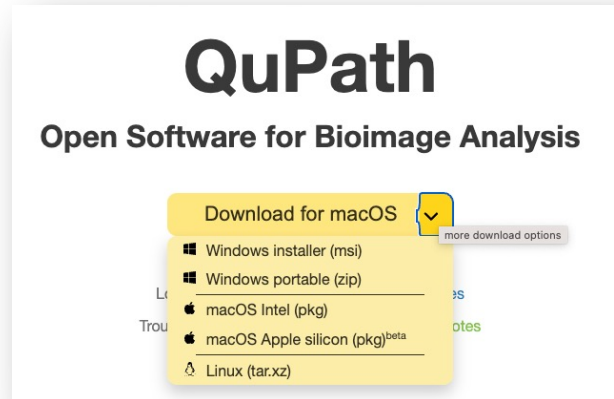 QuPath
Open Software for Bioimage Analysis
Download for macOS
more download options
Windows installer (msi)
Windows portable (zip)
macOS Intel (pkg)
macOS Apple silicon (pkg)beta
Linux (tar.xz)